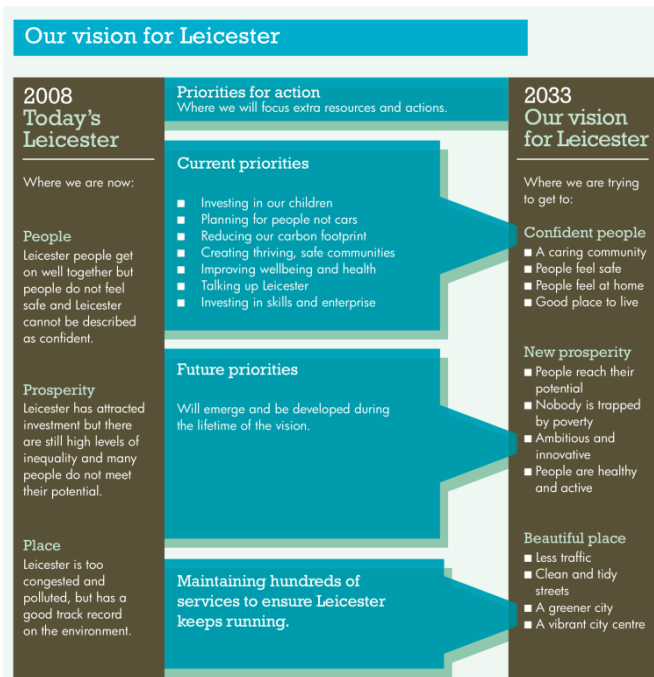 Our vision for Leicester
2008
Today's
Leicester
Where we are now:
People
Leicester people get
on well together but
people do not feel
safe and Leicester
cannot be described
as confident.
Prosperity
Leicester has attracted
investment but there
are still high levels of
inequality and many
people do not meet
their potential.
Place
Leicester is too
congested and
polluted, but has a
good track record
on the environment.
Priorities for action
Where we will focus extra resources and actions.
Current priorities
■ Investing in our children
■ Planning for people not cars
■ Reducing our carbon footprint
■ Creating thriving, safe communities
■ Improving wellbeing and health
■ Talking up Leicester
■ Investing in skills and enterprise
Future priorities
Will emerge and be developed during
the lifetime of the vision.
Maintaining hundreds of
services to ensure Leicester
keeps running.
2033
Our vision
for Leicester
Where we are trying
to get to:
Confident people
■ A caring community
■ People feel safe
■ People feel at home
■ Good place to live
New prosperity
■ People reach their
potential
■ Nobody is trapped
by poverty
■ Ambitious and
innovative
■ People are healthy
and active
Beautiful place
■ Less traffic
■ Clean and tidy
streets
■ A greener city
■ A vibrant city centre